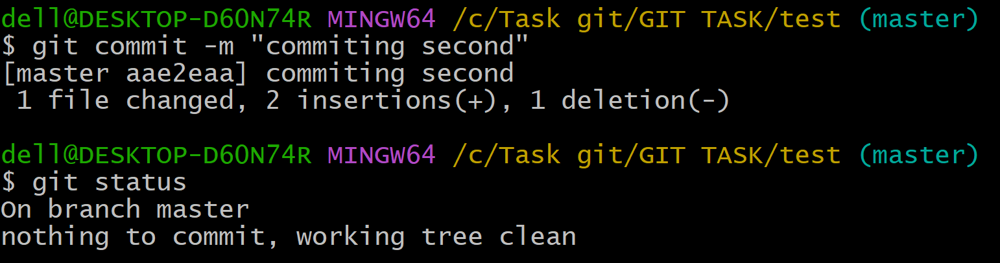 dell@DESKTOP-D6ON74R MINGW64 /c/Task git/GIT TASK/test (master)
$ git commit -m "commiting second"
[master aae2eaa] commiting second
 1 file changed, 2 insertions(+), 1 deletion(-)
dell@DESKTOP-D6ON74R MINGW64 /c/Task git/GIT TASK/test (master)
$ git status
On branch master
nothing to commit, working tree clean